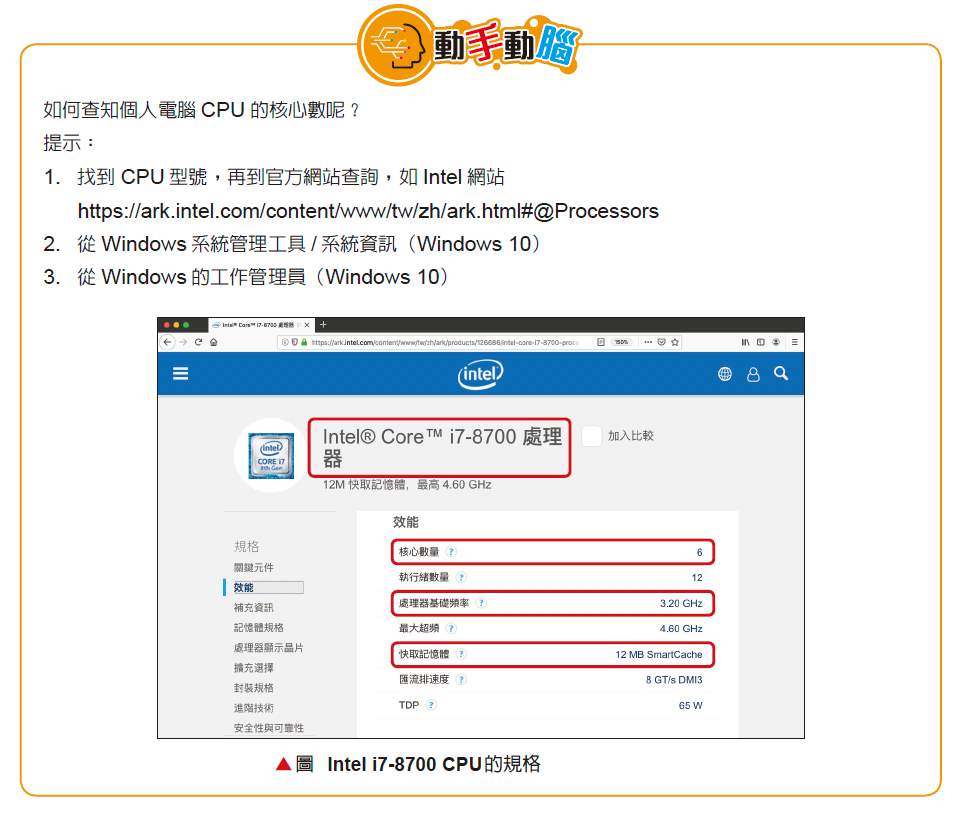 動手動腦
如何查知個人電腦 CPU 的核心數呢?
提示:
1. 找到 CPU 型號,再到官方網站查詢,如 Intel 網站
https://ark.intel.com/content/www/tw/zh/ark.html#@Processors
2. 從 Windows 系統管理工具 / 系統資訊(Windows 10)
3. 從 Windows 的工作管理員(Windows 10)
Intel® Core™ i7-8700 處理器
https://ark.intel.com/content/www/tw/zh/ark/products/126686/intel-core-i7-8700-proce
150%
intel
intel
CORE i7
8th Gen
Intel® Core™ i7-8700 處理
器
加入比較
12M 快取記憶體, 最高 4.60 GHz
規格
關鍵元件
效能
補充資訊
記憶體規格
處理器顯示晶片
擴充選擇
封裝規格
進階技術
安全性與可靠性
效能
核心數量 ? 6
執行緒數量 ? 12
處理器基礎頻率 ? 3.20 GHz
最大超頻 ? 4.60 GHz
快取記憶體 ? 12 MB SmartCache
匯流排速度 ? 8 GT/s DMI3
TDP ? 65 W
▲圖 Intel i7-8700 CPU的規格